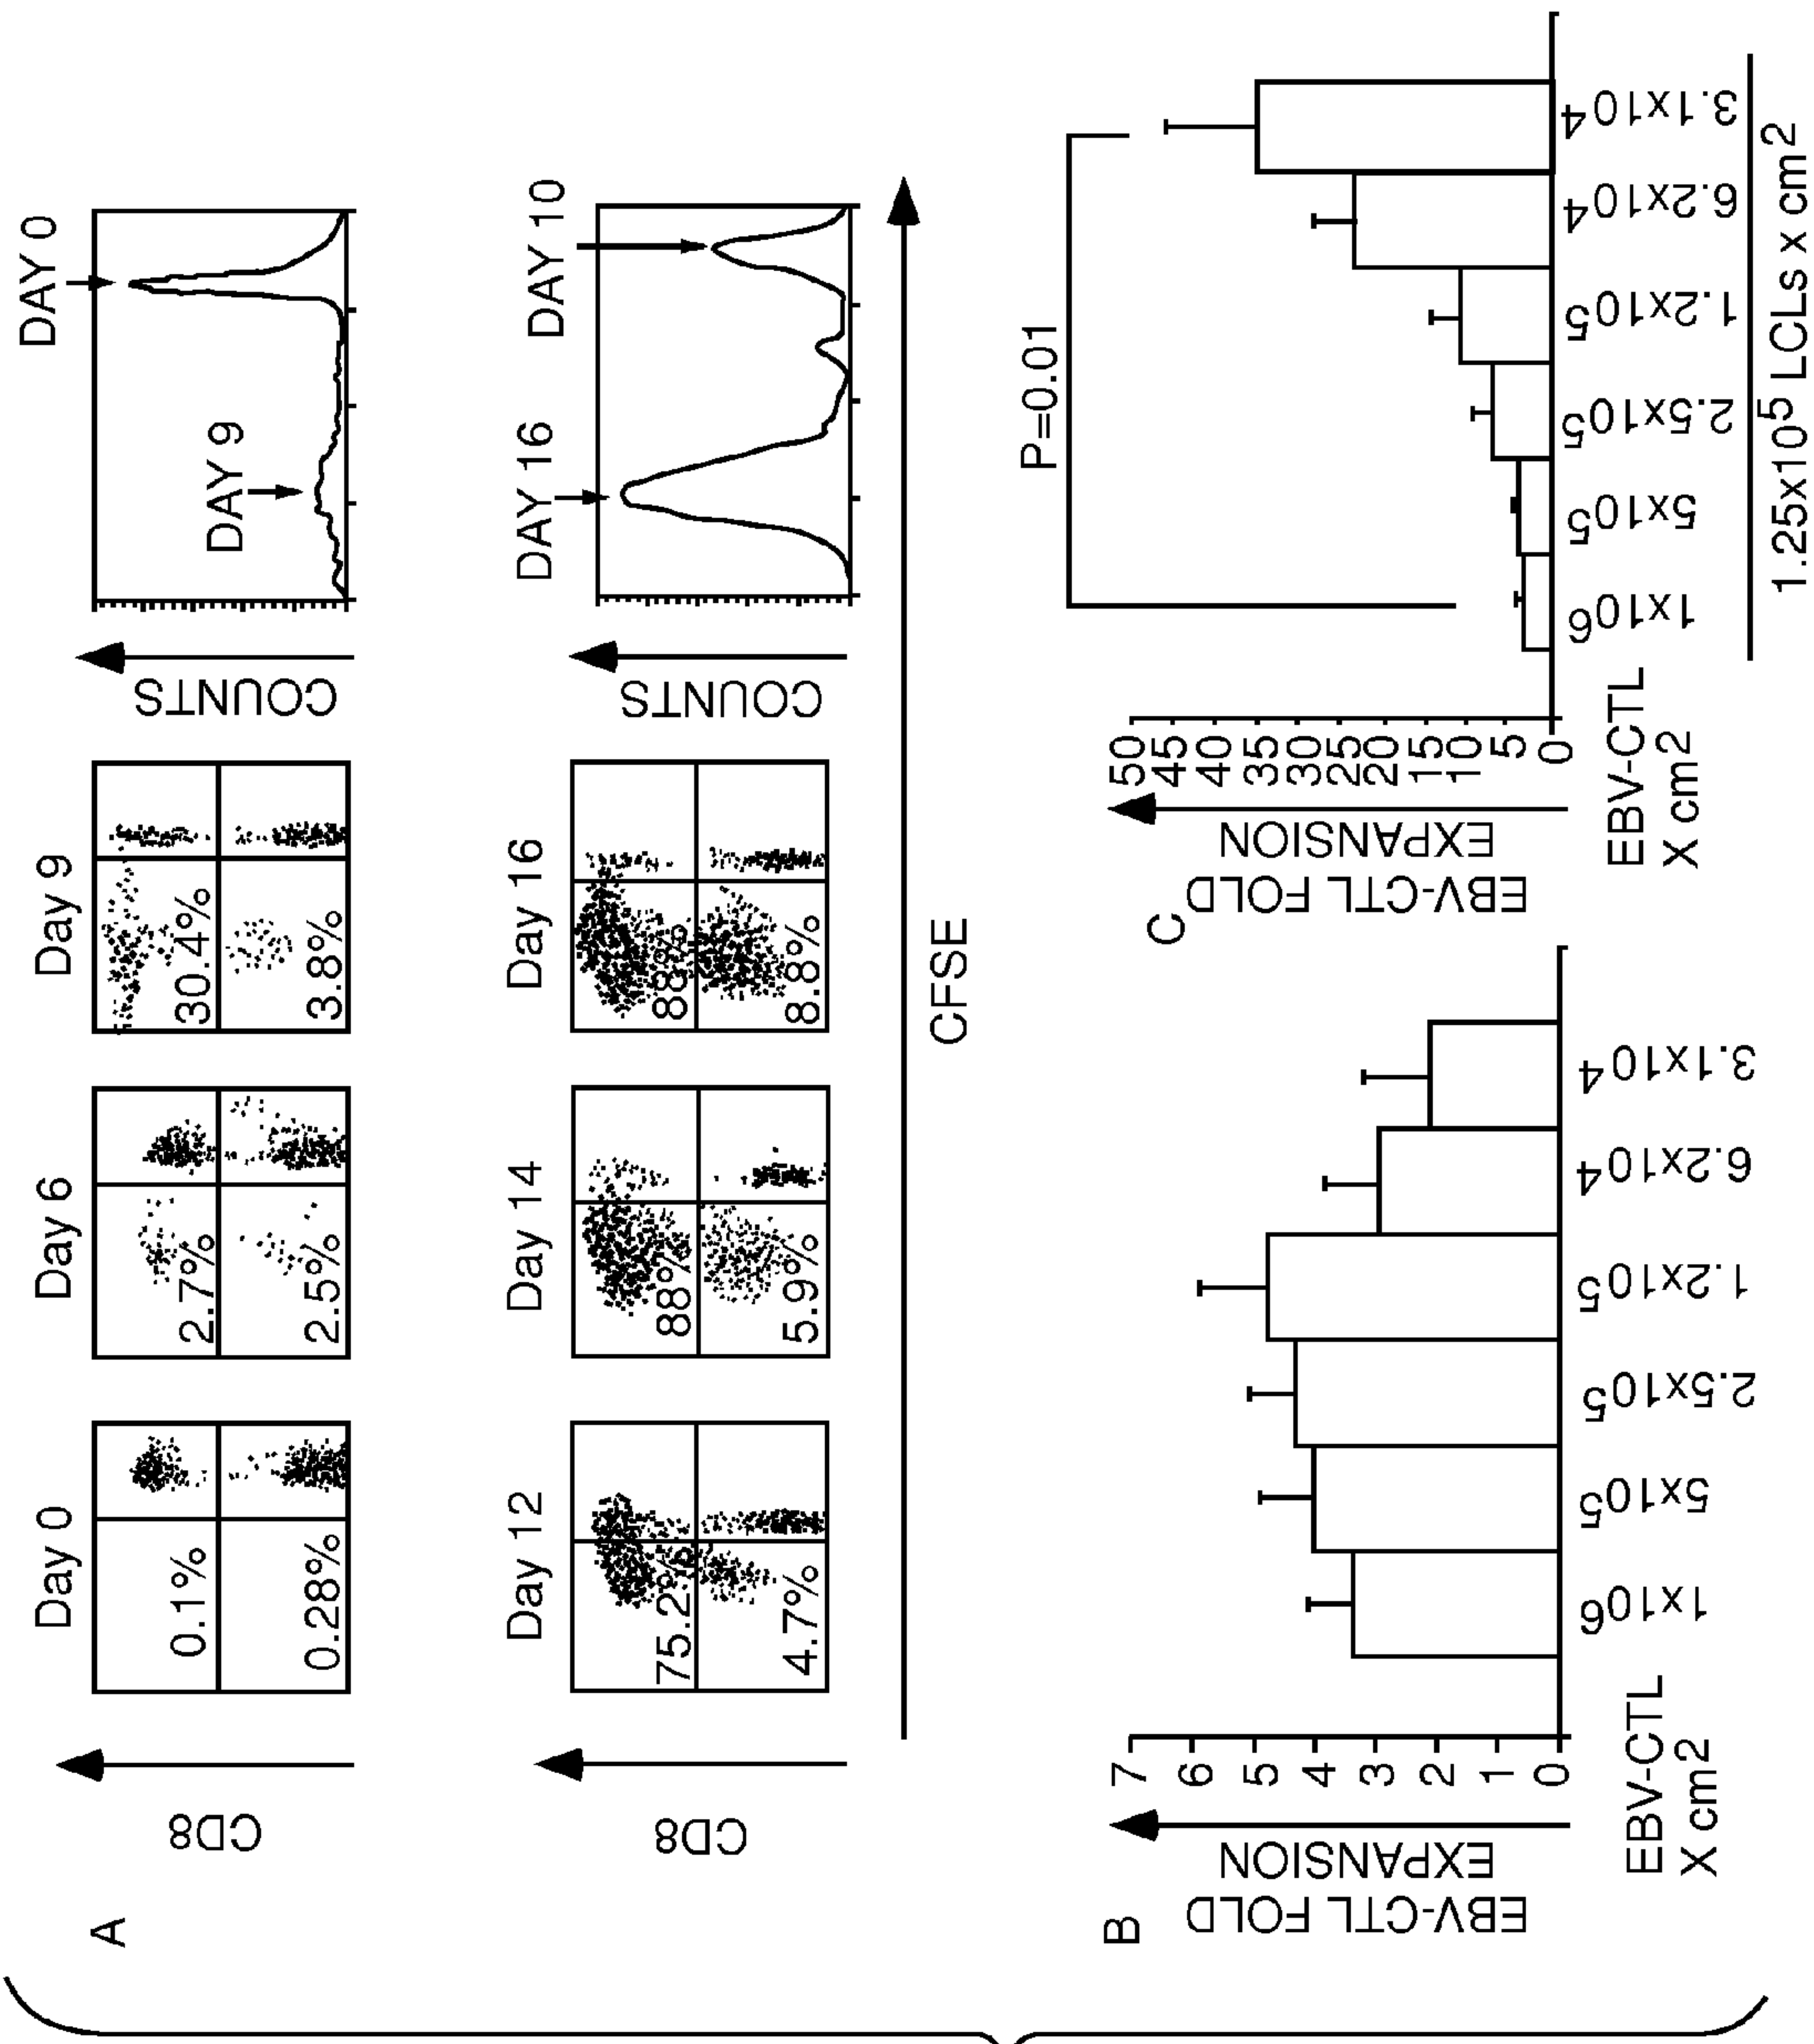 A
CD8
Day 0
0.1%
0.28%
Day 6
2.7%
2.5%
Day 9
30.4%
3.8%
COUNTS
DAY 9
DAY 0
CD8
Day 12
75.2%
4.7%
Day 14
88%
5.9%
Day 16
88%
8.8%
COUNTS
DAY 16
DAY 10
CFSE
B
EBV-CTL FOLD
EXPANSION
7
6
5
4
3
2
1
0
EBV-CTL
X cm2
1x106
5x105
2.5x105
1.2x105
6.2x104
3.1x104
C
EBV-CTL FOLD
EXPANSION
50
45
40
35
30
25
20
15
10
5
0
P=0.01
EBV-CTL
X cm2
1x106
5x105
2.5x105
1.2x105
6.2x104
3.1x104
1.25x10⁵ LCLs x cm2